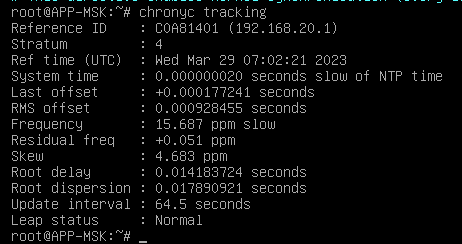 root@APP-MSK:~# chronyc tracking
Reference ID    : C0A81401 (192.168.20.1)
Stratum         : 4
Ref time (UTC)  : Wed Mar 29 07:02:21 2023
System time     : 0.000000020 seconds slow of NTP time
Last offset     : +0.000177241 seconds
RMS offset      : 0.000928455 seconds
Frequency       : 15.687 ppm slow
Residual freq   : +0.051 ppm
Skew            : 4.683 ppm
Root delay      : 0.014183724 seconds
Root dispersion : 0.017890921 seconds
Update interval : 64.5 seconds
Leap status     : Normal
root@APP-MSK:~# _